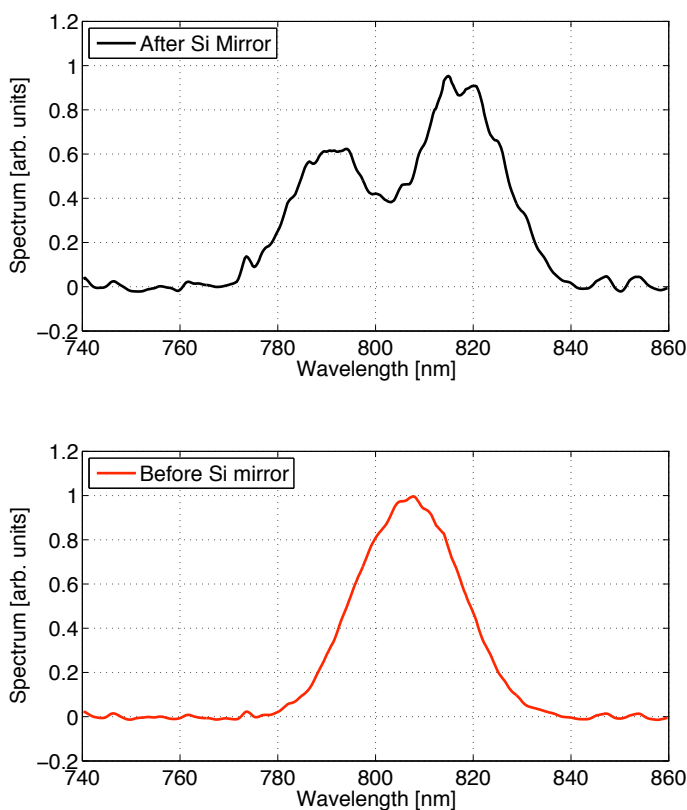 1.2
After Si Mirror
1
0.8
0.6
0.4
0.2
0
−0.2
Spectrum [arb. units]
740 760 780 800 820 840 860
Wavelength [nm]
1.2
Before Si mirror
1
0.8
0.6
0.4
0.2
0
−0.2
Spectrum [arb. units]
740 760 780 800 820 840 860
Wavelength [nm]